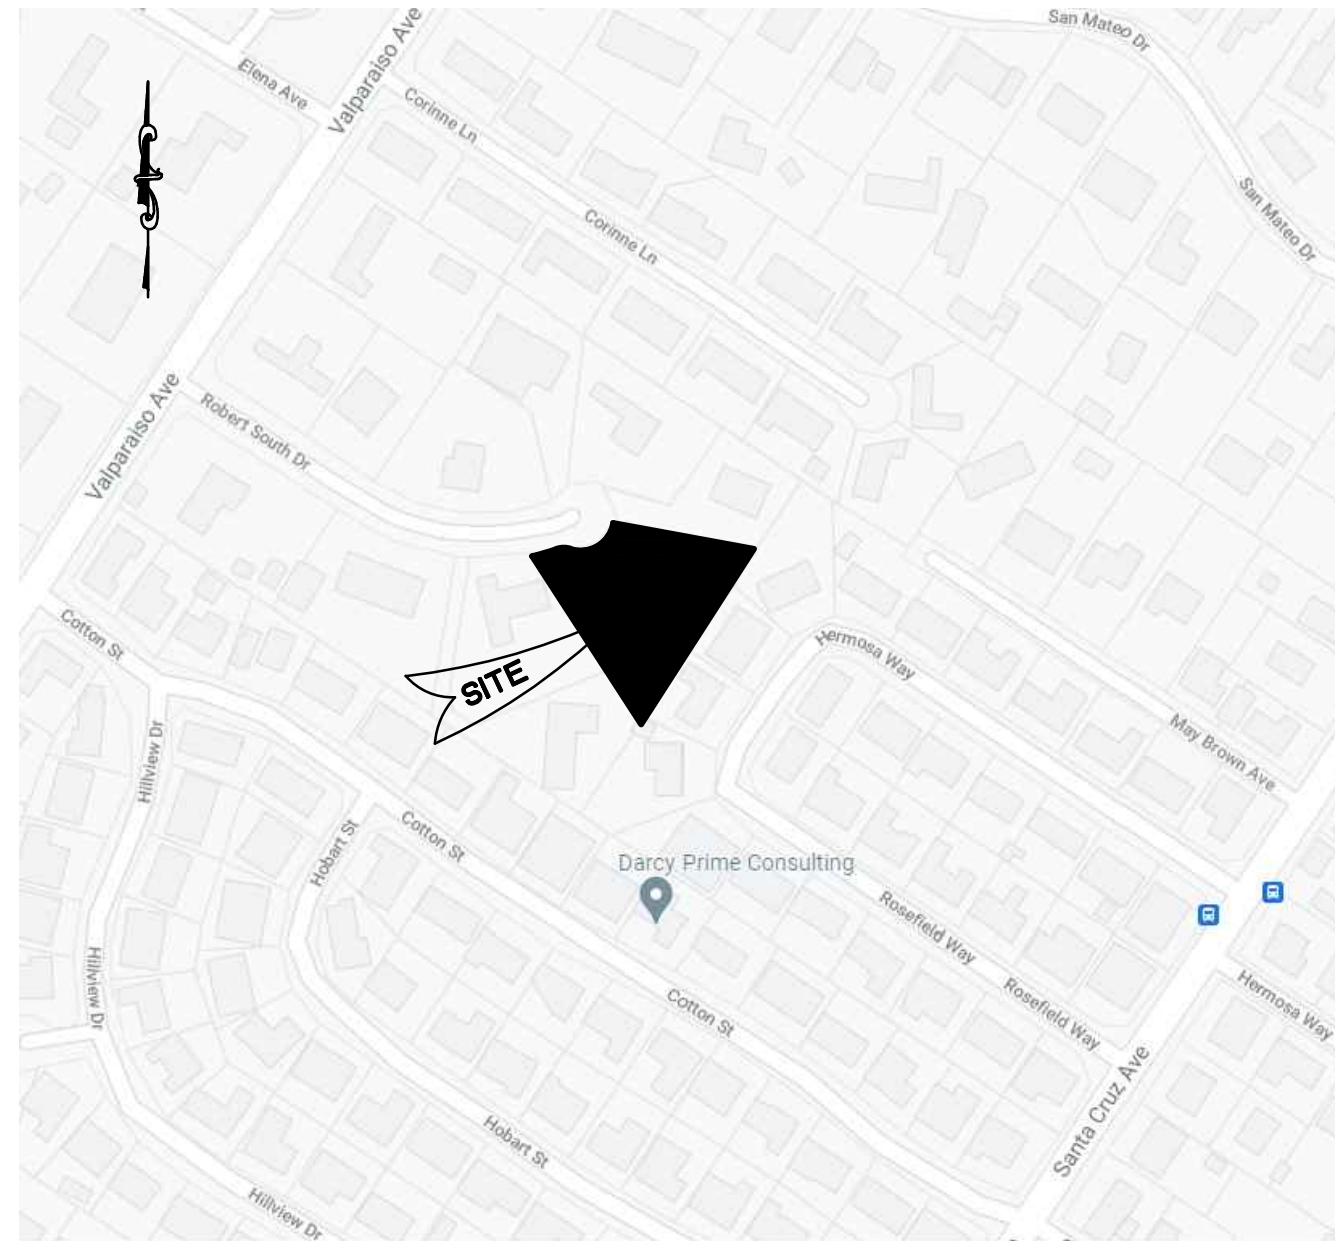 San Mateo Dr
Elena Ave
Valparaiso Ave
Corinne Ln
San Mateo Dr
Corinne Ln
Valparaiso Ave
Robert South Dr
Cotton St
Hermosa Way
SITE
Hillview Dr
May Brown Ave
Hobart St
Cotton St
Darcy Prime Consulting
Rosefield Way
Hillview Dr
Cotton St
Rosefield Way
Hermosa Way
Santa Cruz Ave
Hobart St
Hillview Dr